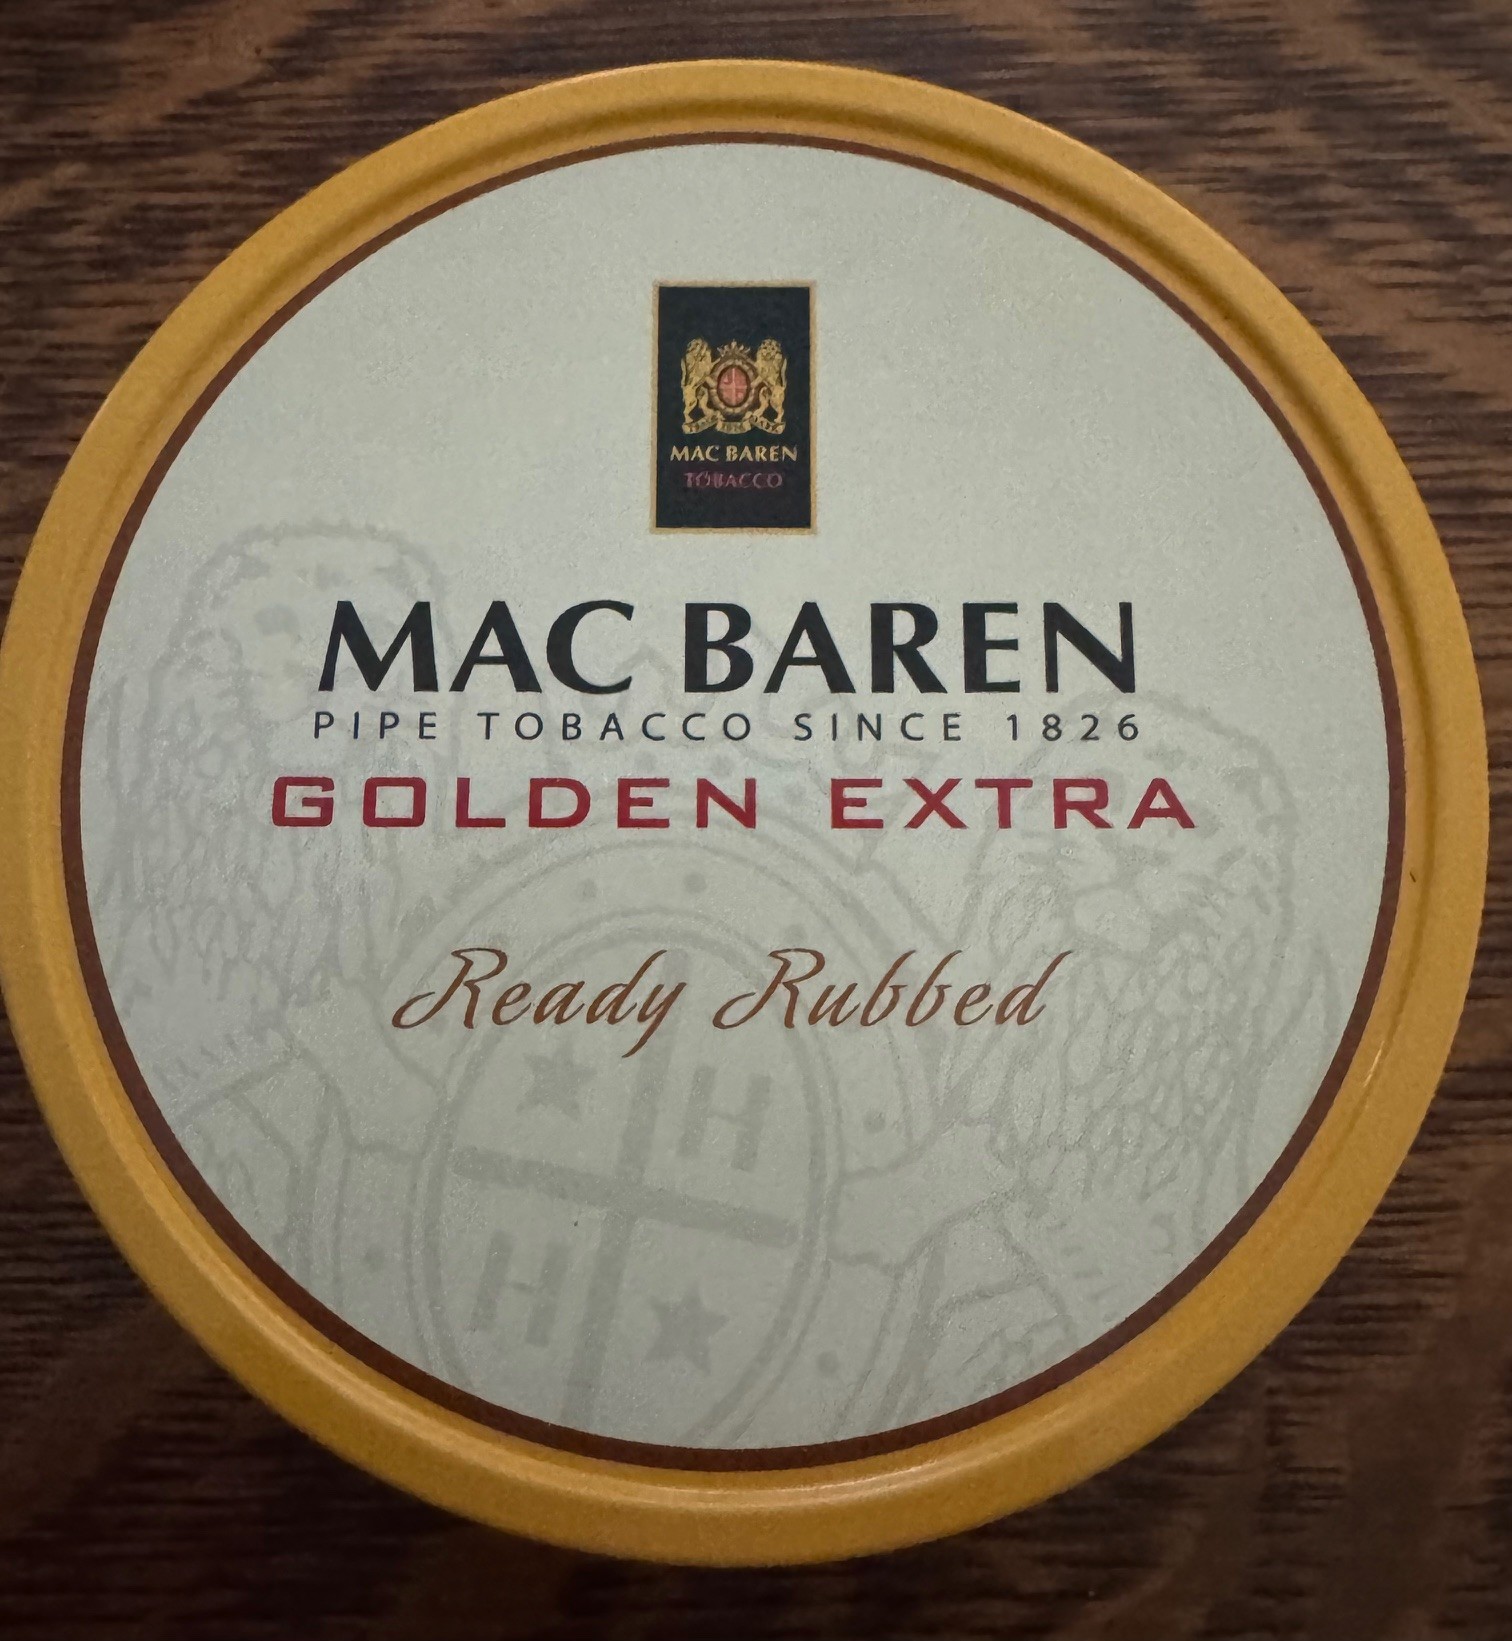 MAC BAREN
TOBACCO
MAC BAREN
PIPE TOBACCO SINCE 1826
GOLDEN EXTRA
Ready Rubbed
H
H